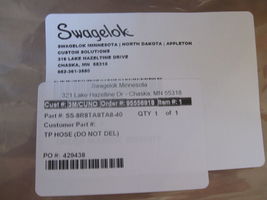 Swagelok
SWAGELOK MINNESOTA | NORTH DAKOTA | APPLETON
CUSTOM SOLUTIONS
316 LAKE HAZELTINE DRIVE
CHASKA, MN 55318
Swagelok Minnesota
321 Lake Hazeltine Dr - Chaska, MN 55318
Cust #: 3M/CUNO Order #: 95556918 Item #: 1
Part #: SS-8R8TA8TA8-40 QTY 1 of 1
Customer Part #:
TP HOSE (DO NOT DEL)
PO #: 429438